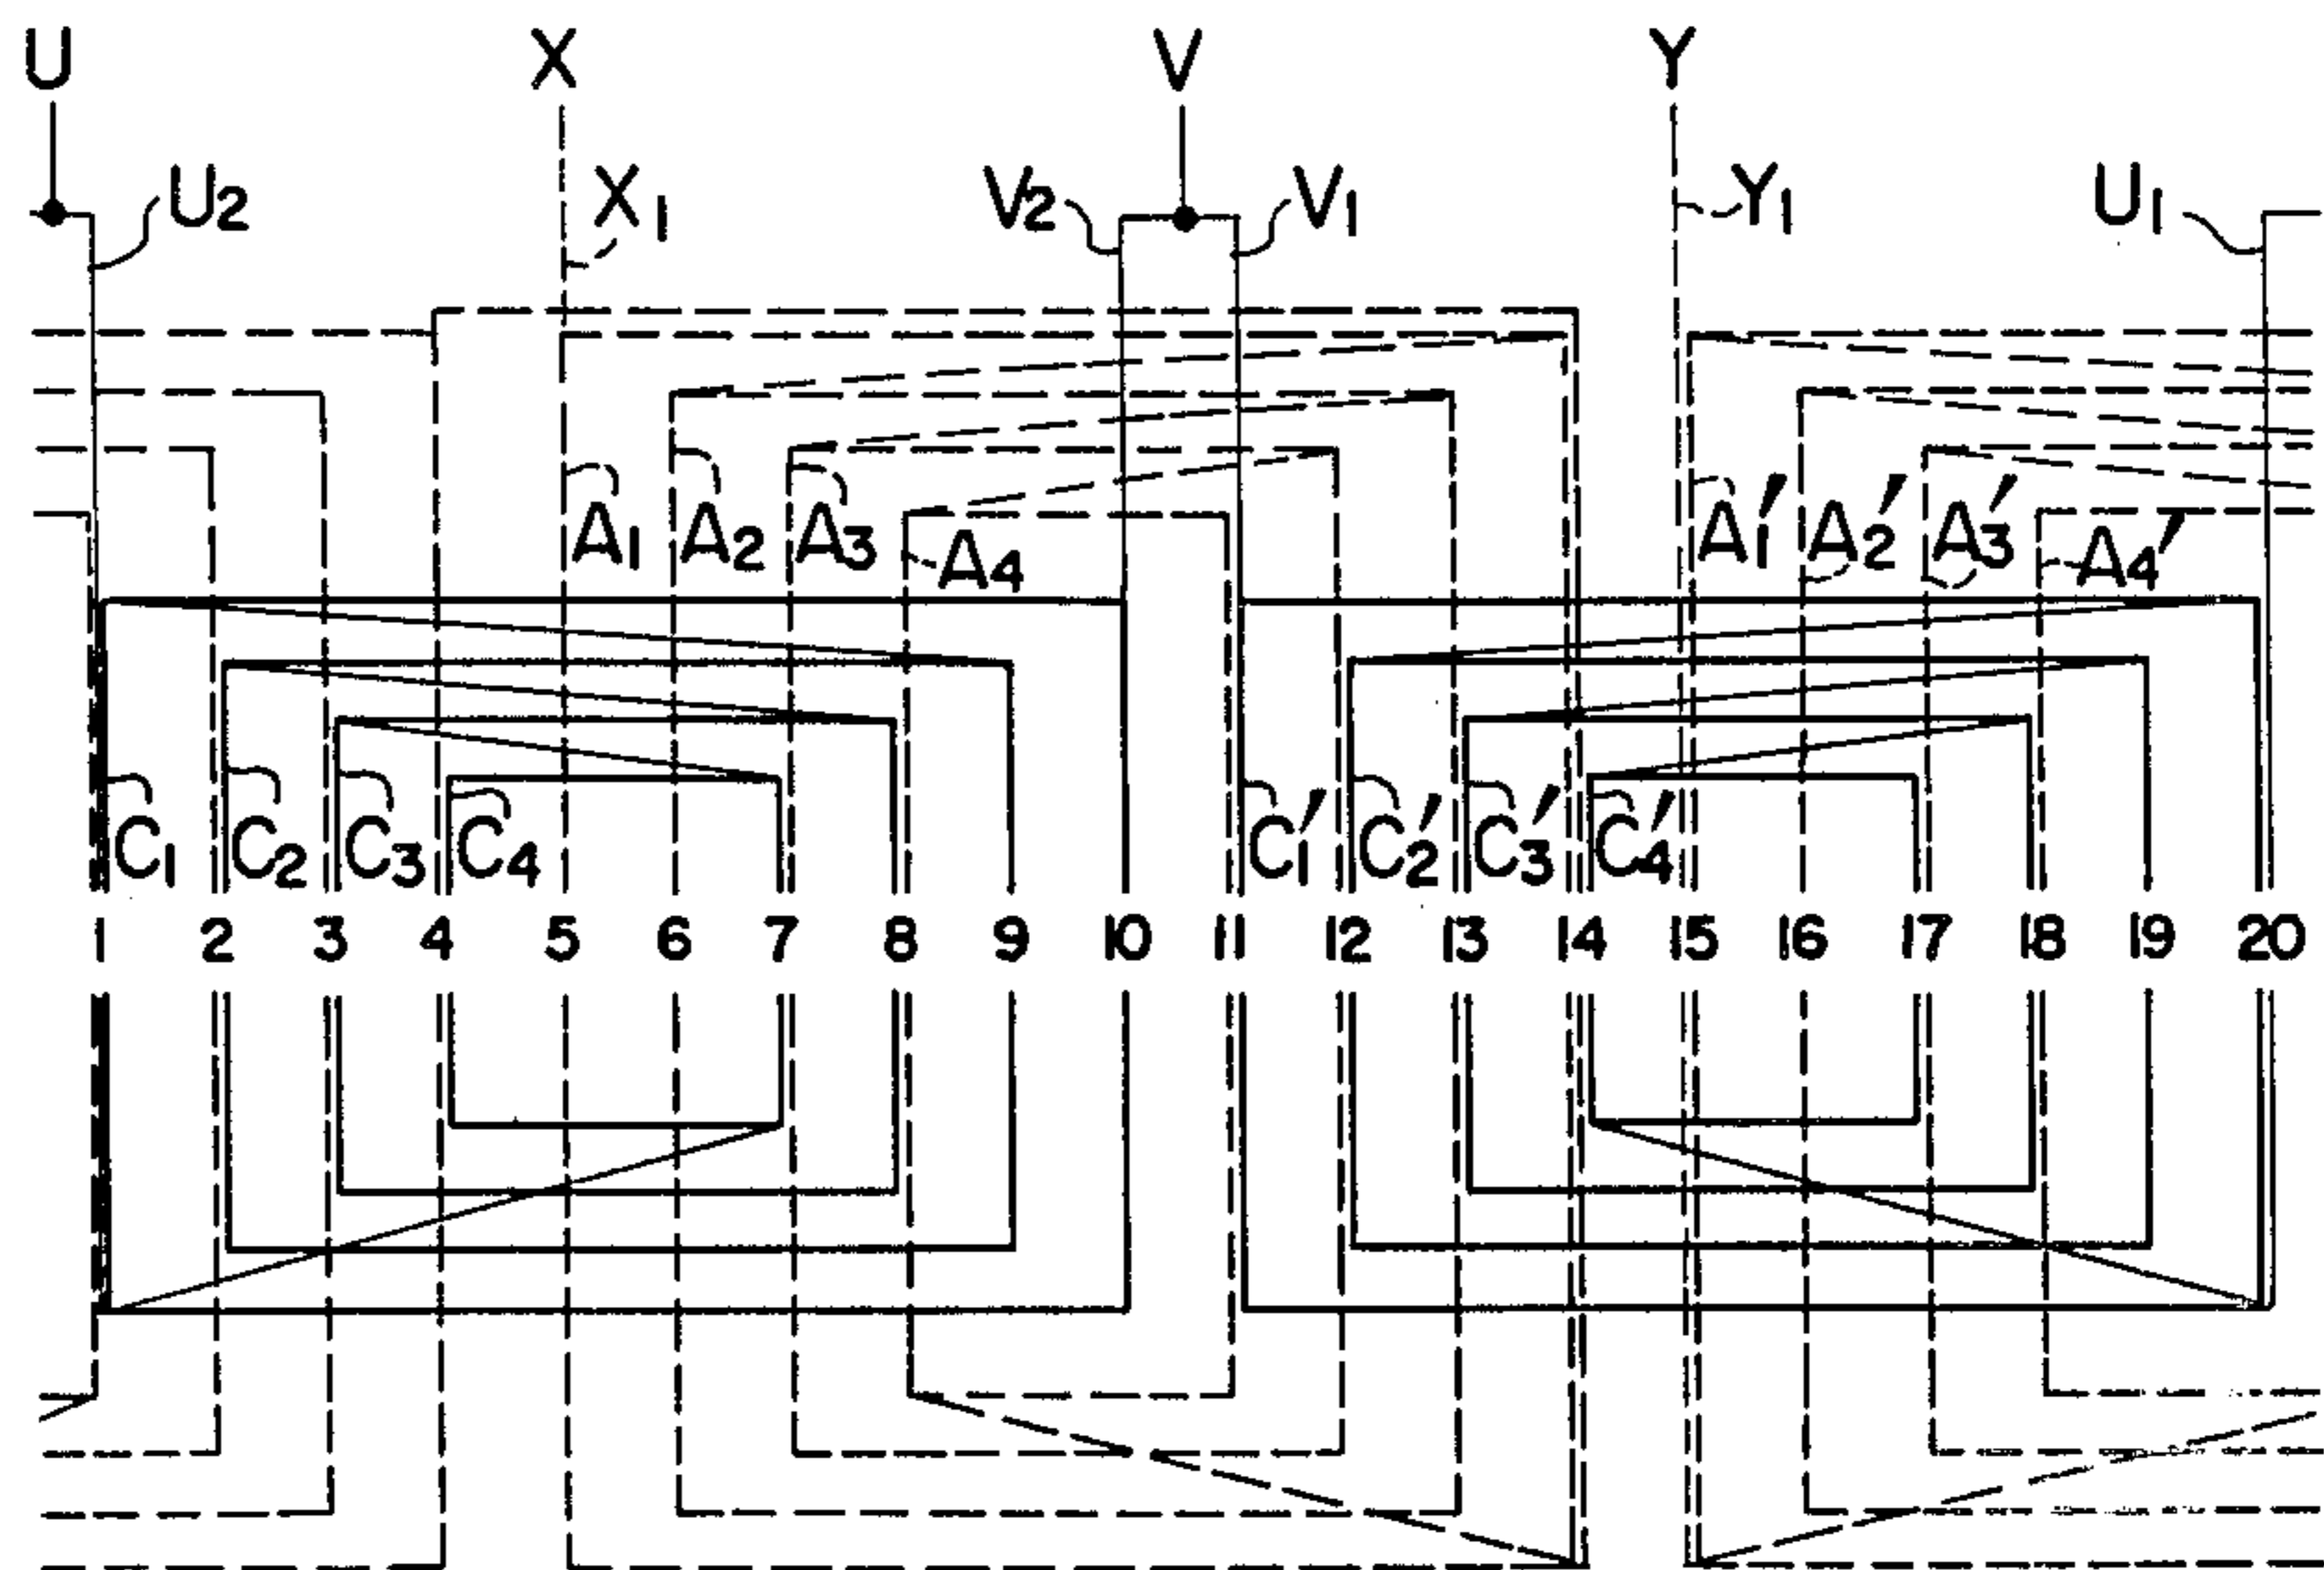 U X V Y
U2 X1 V2 V1 Y1 U1
A1 A2 A3 A4 A1' A2' A3' A4'
C1 C2 C3 C4 C1' C2' C3' C4'
1 2 3 4 5 6 7 8 9 10 11 12 13 14 15 16 17 18 19 20